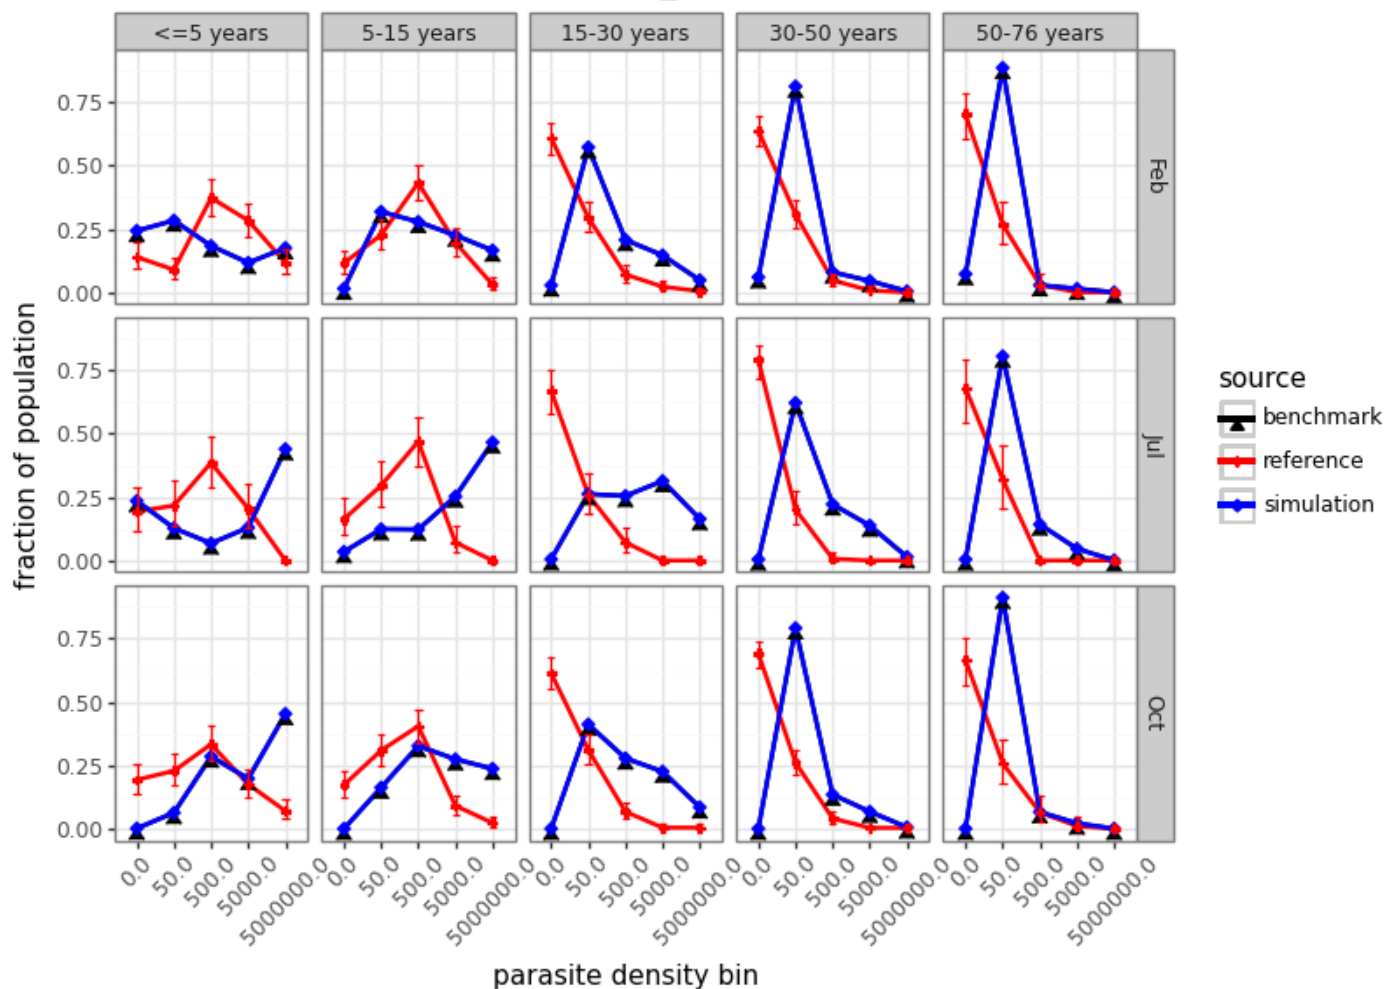 <=5 years 5-15 years 15-30 years 30-50 years 50-76 years
0.75
0.50
0.25
0.00
Feb
0.75
0.50
0.25
0.00
Jul
0.75
0.50
0.25
0.00
Oct
fraction of population
0.0 50.0 500.0 5000.0 5000000.0 0.0 50.0 500.0 5000.0 5000000.0 0.0 50.0 500.0 5000.0 5000000.0 0.0 50.0 500.0 5000.0 5000000.0 0.0 50.0 500.0 5000.0 5000000.0
parasite density bin
source
benchmark
reference
simulation